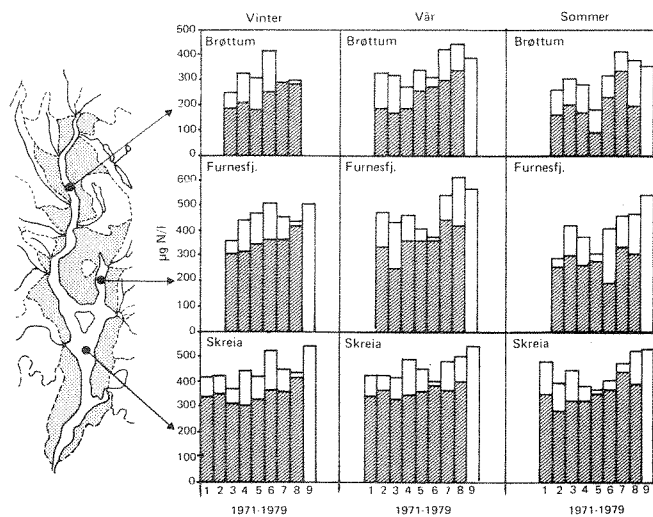 Vinter Vår Sommer
500 Brøttum Brøttum Brøttum
400
300
200
100
0
Furnesfj. Furnesfj. Furnesfj.
600
500
400
300
200
µg N/l
0
Skreia Skreia Skreia
500
400
300
200
100
0
1 2 3 4 5 6 7 8 9 1 2 3 4 5 6 7 8 9 1 2 3 4 5 6 7 8 9
1971-1979 1971-1979 1971-1979